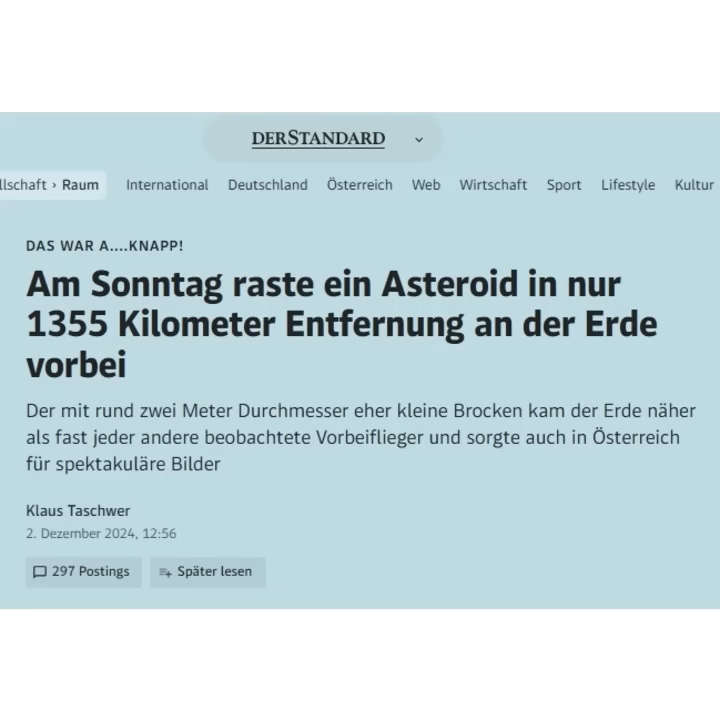 DERSTANDARD
llschaft › Raum International Deutschland Österreich Web Wirtschaft Sport Lifestyle Kultur
DAS WAR A....KNAPP!
Am Sonntag raste ein Asteroid in nur
1355 Kilometer Entfernung an der Erde
vorbei
Der mit rund zwei Meter Durchmesser eher kleine Brocken kam der Erde näher
als fast jeder andere beobachtete Vorbeiflieger und sorgte auch in Österreich
für spektakuläre Bilder
Klaus Taschwer
2. Dezember 2024, 12:56
297 Postings Später lesen